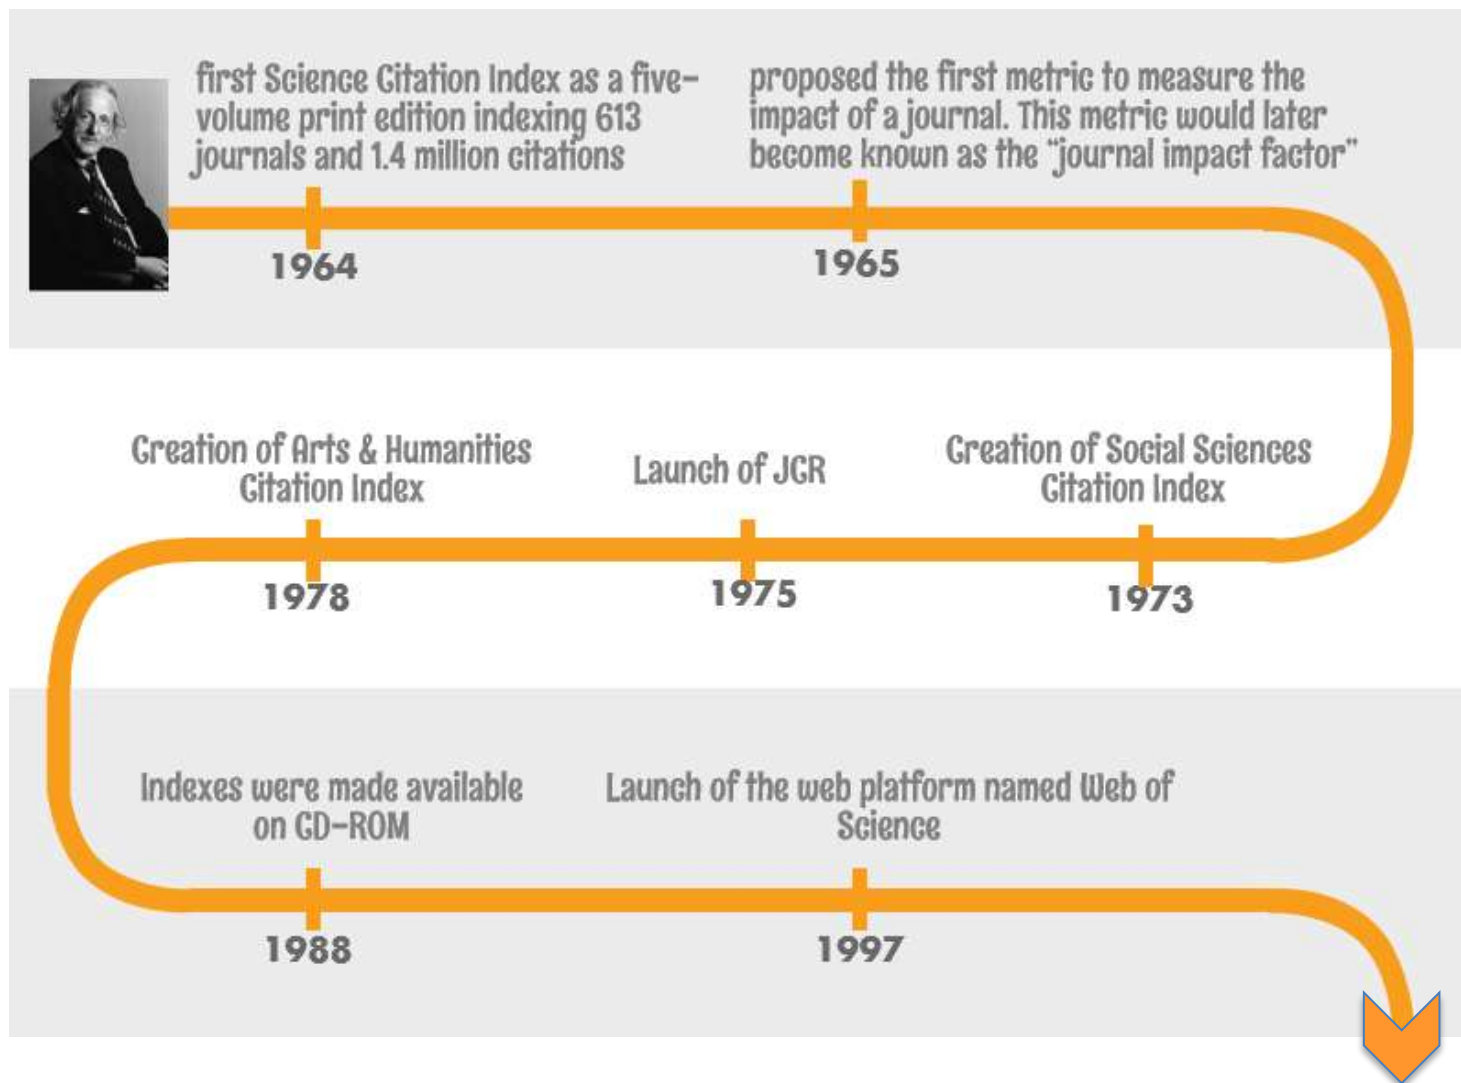 first Science Citation Index as a five-
volume print edition indexing 613
journals and 1.4 million citations
1964
proposed the first metric to measure the
impact of a journal. This metric would later
become known as the “journal impact factor”
1965
Creation of Social Sciences
Citation Index
1973
Launch of JCR
1975
Creation of Arts & Humanities
Citation Index
1978
Indexes were made available
on CD-ROM
1988
Launch of the web platform named Web of
Science
1997